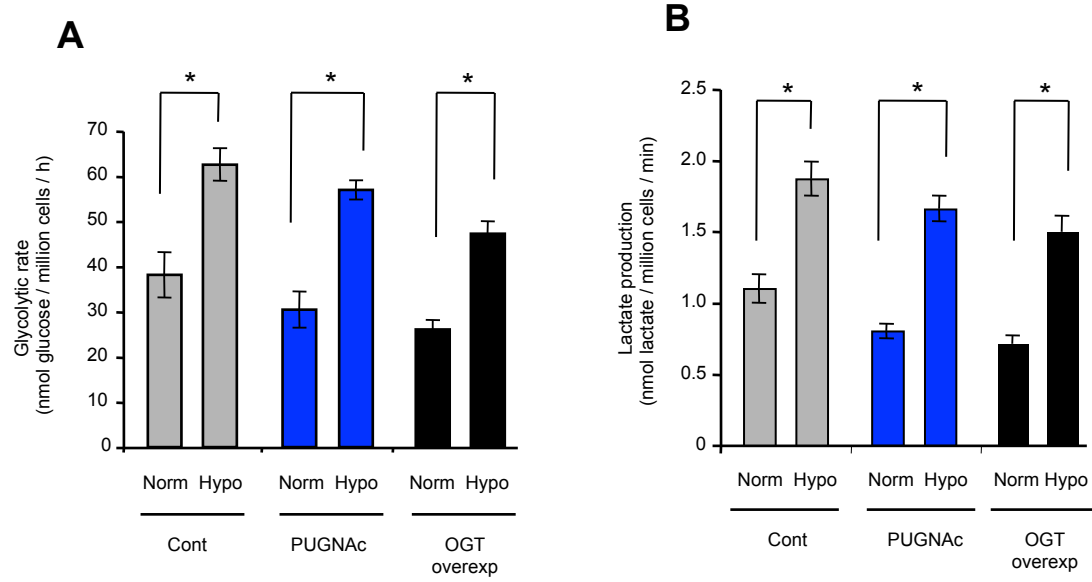 A
* * *
Glycolytic rate
(nmol glucose / million cells / h)
70
60
50
40
30
20
10
0
Norm Hypo Norm Hypo Norm Hypo
Cont PUGNAc OGT
overexp
B
* * *
Lactate production
(nmol lactate / million cells / min)
2.5
2.0
1.5
1.0
0.5
0
Norm Hypo Norm Hypo Norm Hypo
Cont PUGNAc OGT
overexp